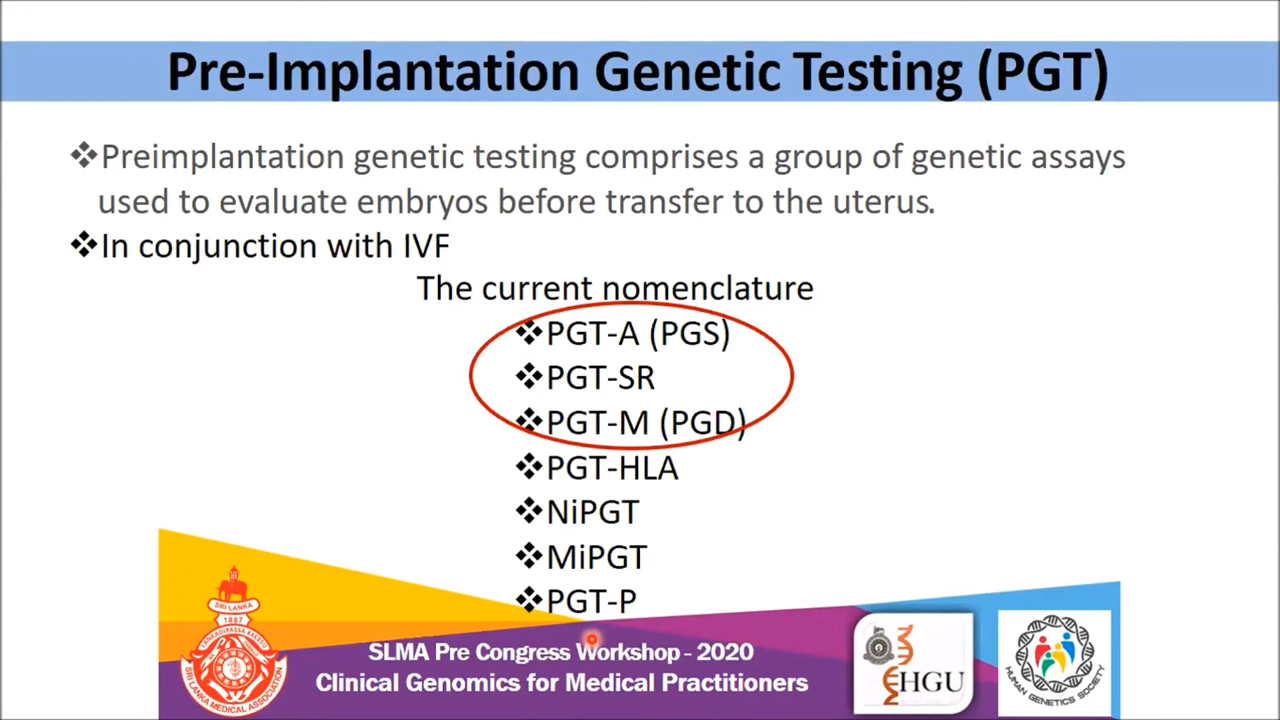 Pre-Implantation Genetic Testing (PGT)
❖Preimplantation genetic testing comprises a group of genetic assays
used to evaluate embryos before transfer to the uterus.
❖In conjunction with IVF
The current nomenclature
❖PGT-A (PGS)
❖PGT-SR
❖PGT-M (PGD)
❖PGT-HLA
❖NiPGT
❖MiPGT
❖PGT-P
SLMA Pre Congress Workshop - 2020
Clinical Genomics for Medical Practitioners
SRI LANKA
1887
SRI LANKA MEDICAL ASSOCIATION
HGU
HUMAN GENETICS SOCIETY